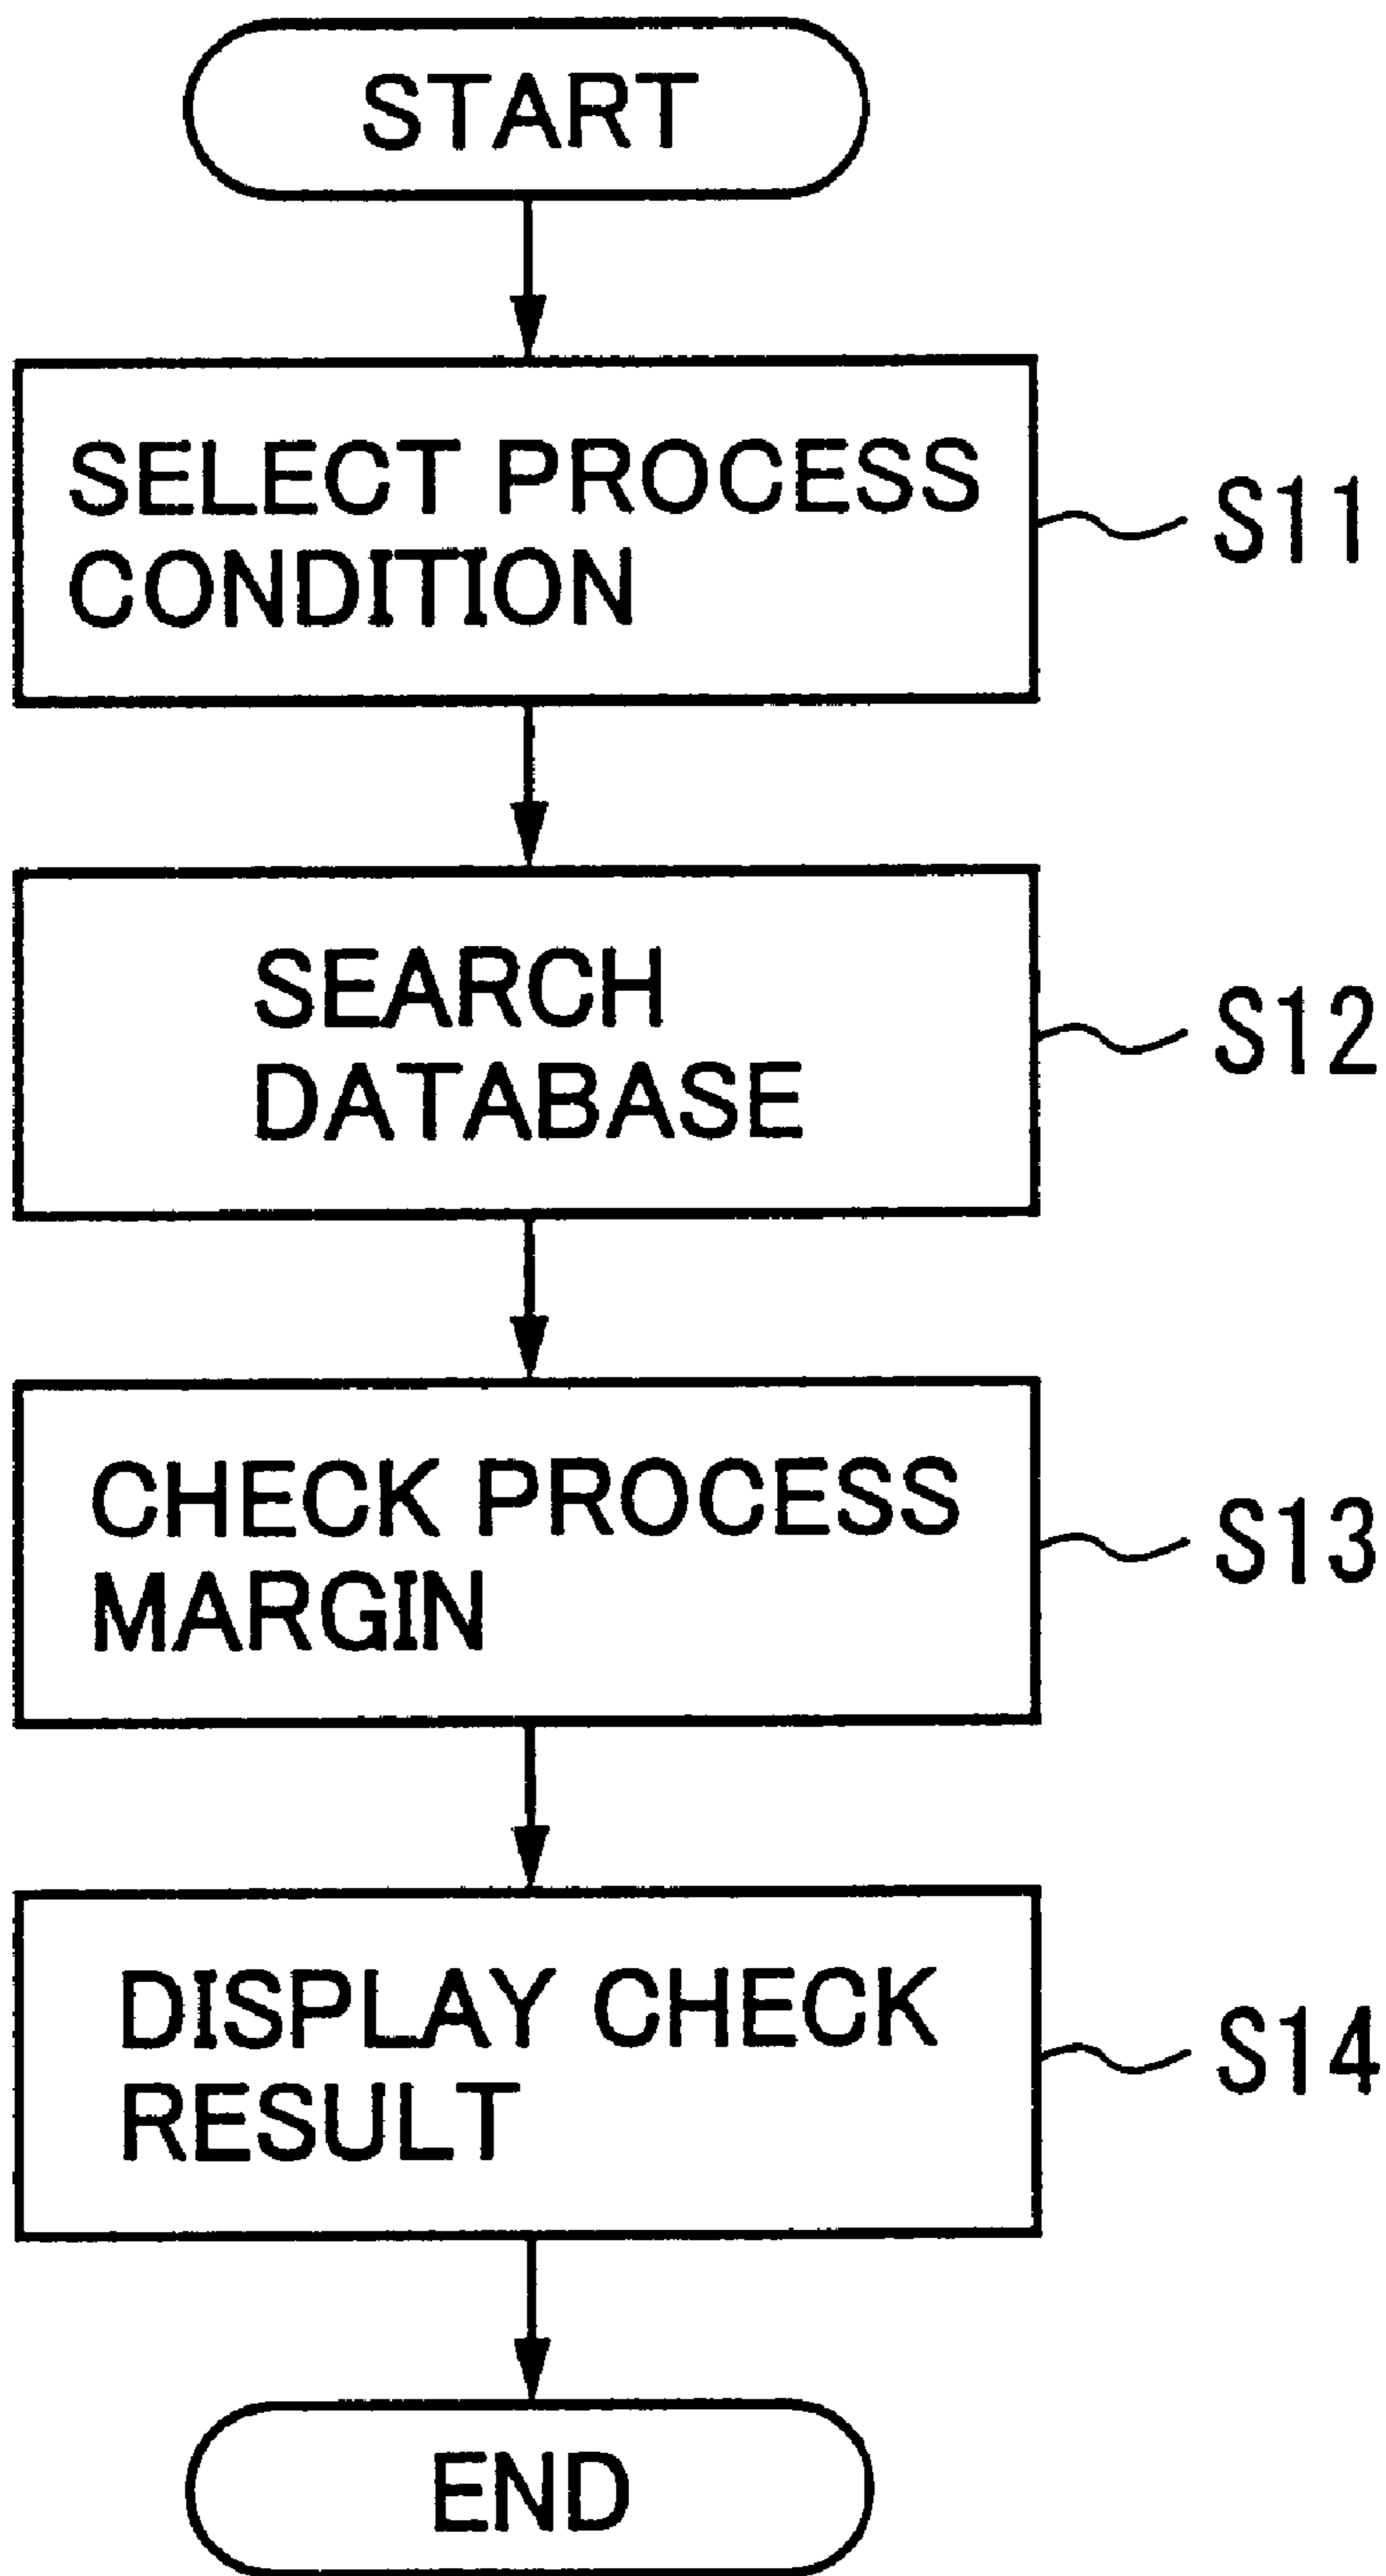 START
SELECT PROCESS
CONDITION
S11
SEARCH
DATABASE
S12
CHECK PROCESS
MARGIN
S13
DISPLAY CHECK
RESULT
S14
END